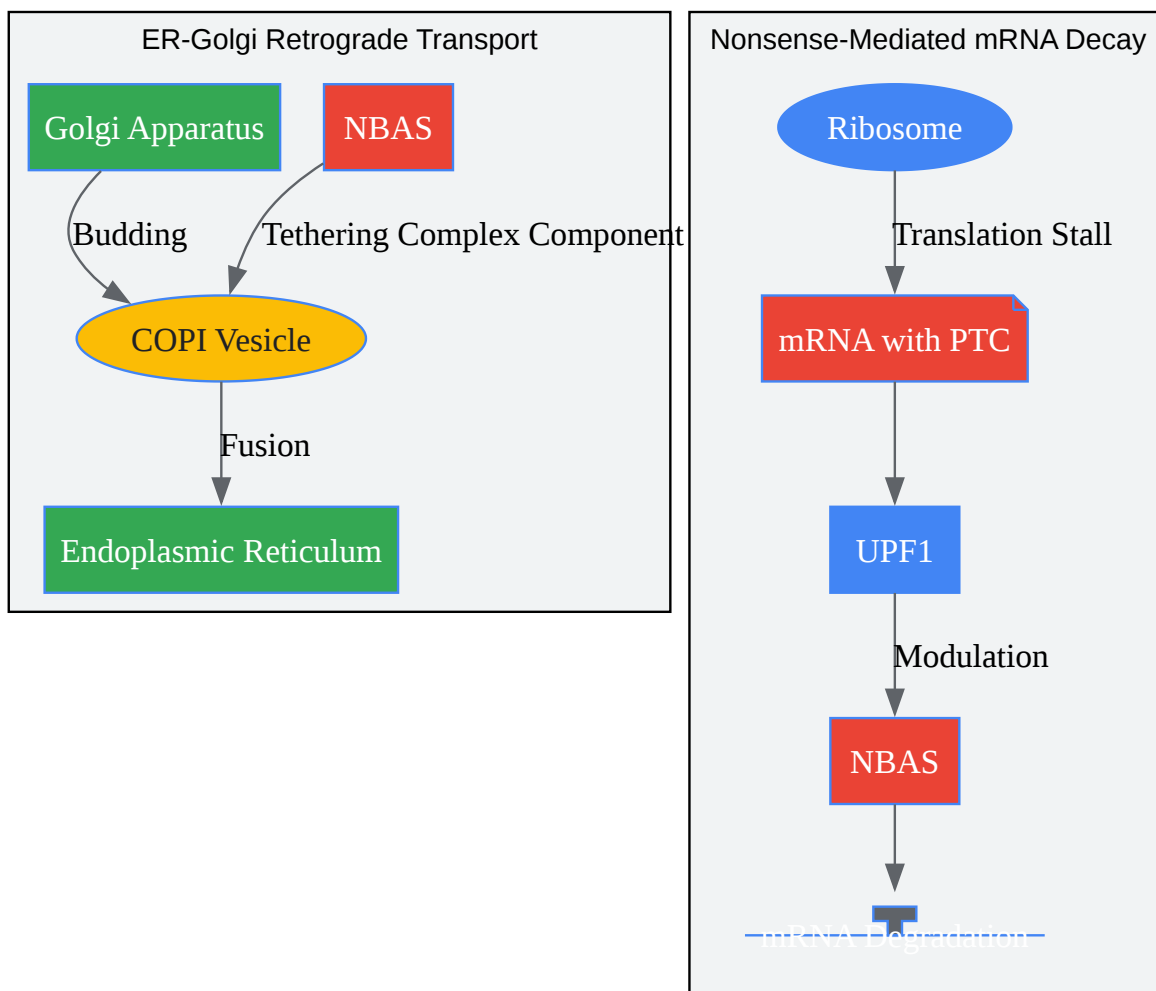 ER-Golgi Retrograde Transport
Golgi Apparatus
NBAS
Budding
Tethering Complex Component
COPI Vesicle
Fusion
Endoplasmic Reticulum
Nonsense-Mediated mRNA Decay
Ribosome
Translation Stall
mRNA with PTC
UPF1
Modulation
NBAS
mRNA Degradation